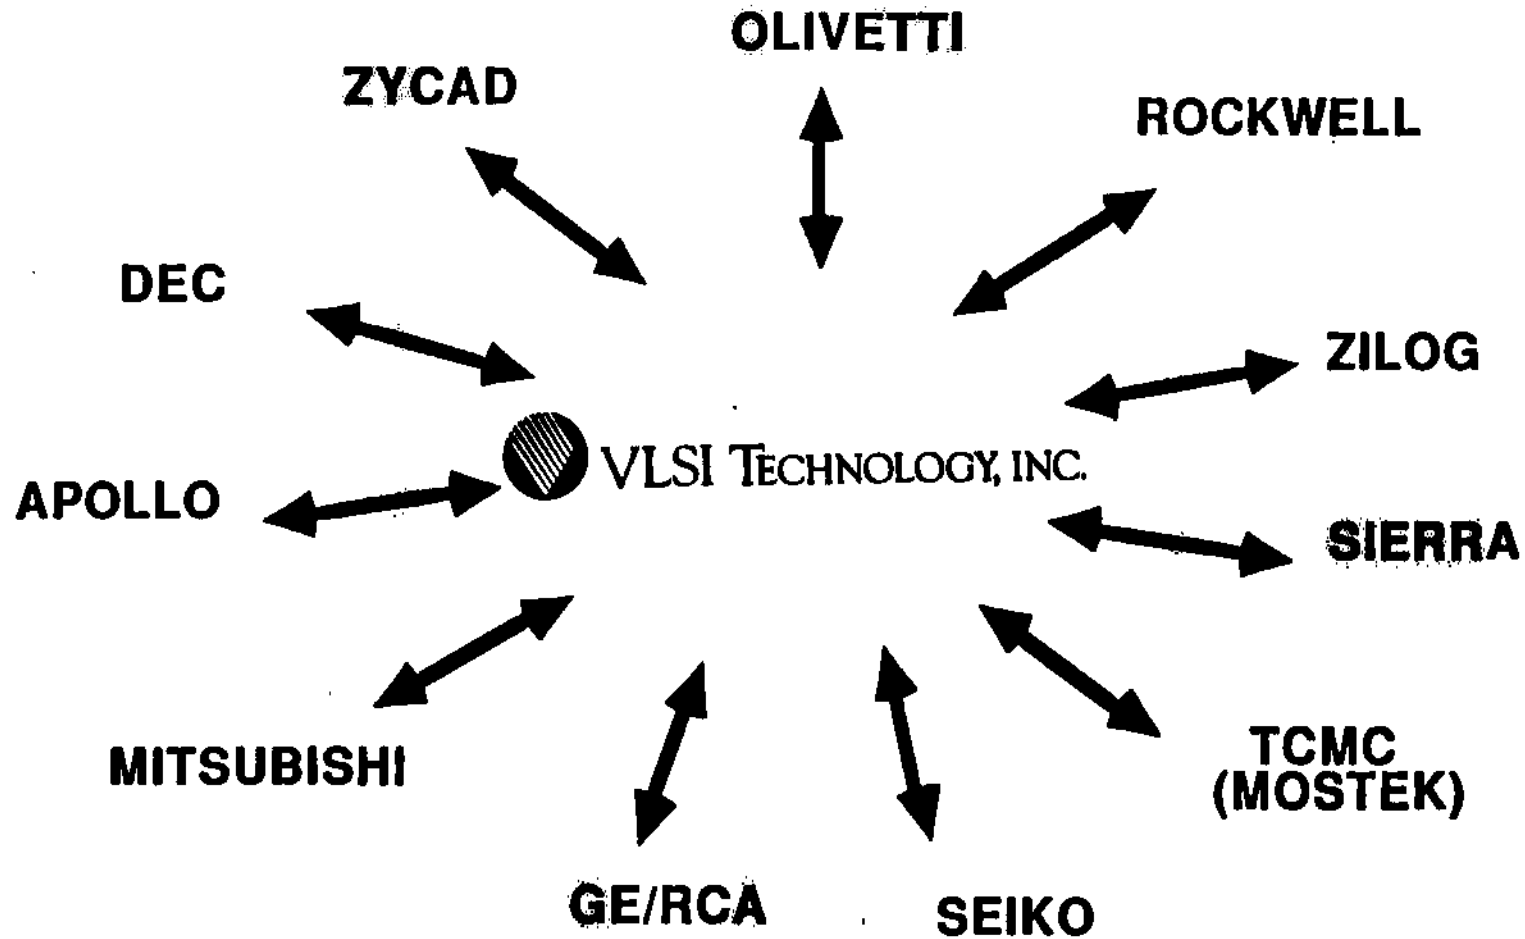 OLIVETTI
ZYCAD
ROCKWELL
DEC
ZILOG
VLSI TECHNOLOGY, INC.
APOLLO
SIERRA
MITSUBISHI
TCMC
(MOSTEK)
GE/RCA
SEIKO